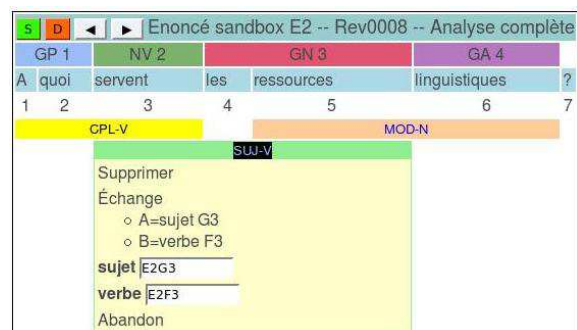 S D ◄ ► Enoncé sandbox E2 -- Rev0008 -- Analyse complète
GP 1 NV 2 GN 3 GA 4
A quoi servent les ressources linguistiques ?
1 2 3 4 5 6 7
CPL-V MOD-N
SUJ-V
Supprimer
Échange
○ A=sujet G3
○ B=verbe F3
sujet E2G3
verbe E2F3
Abandon